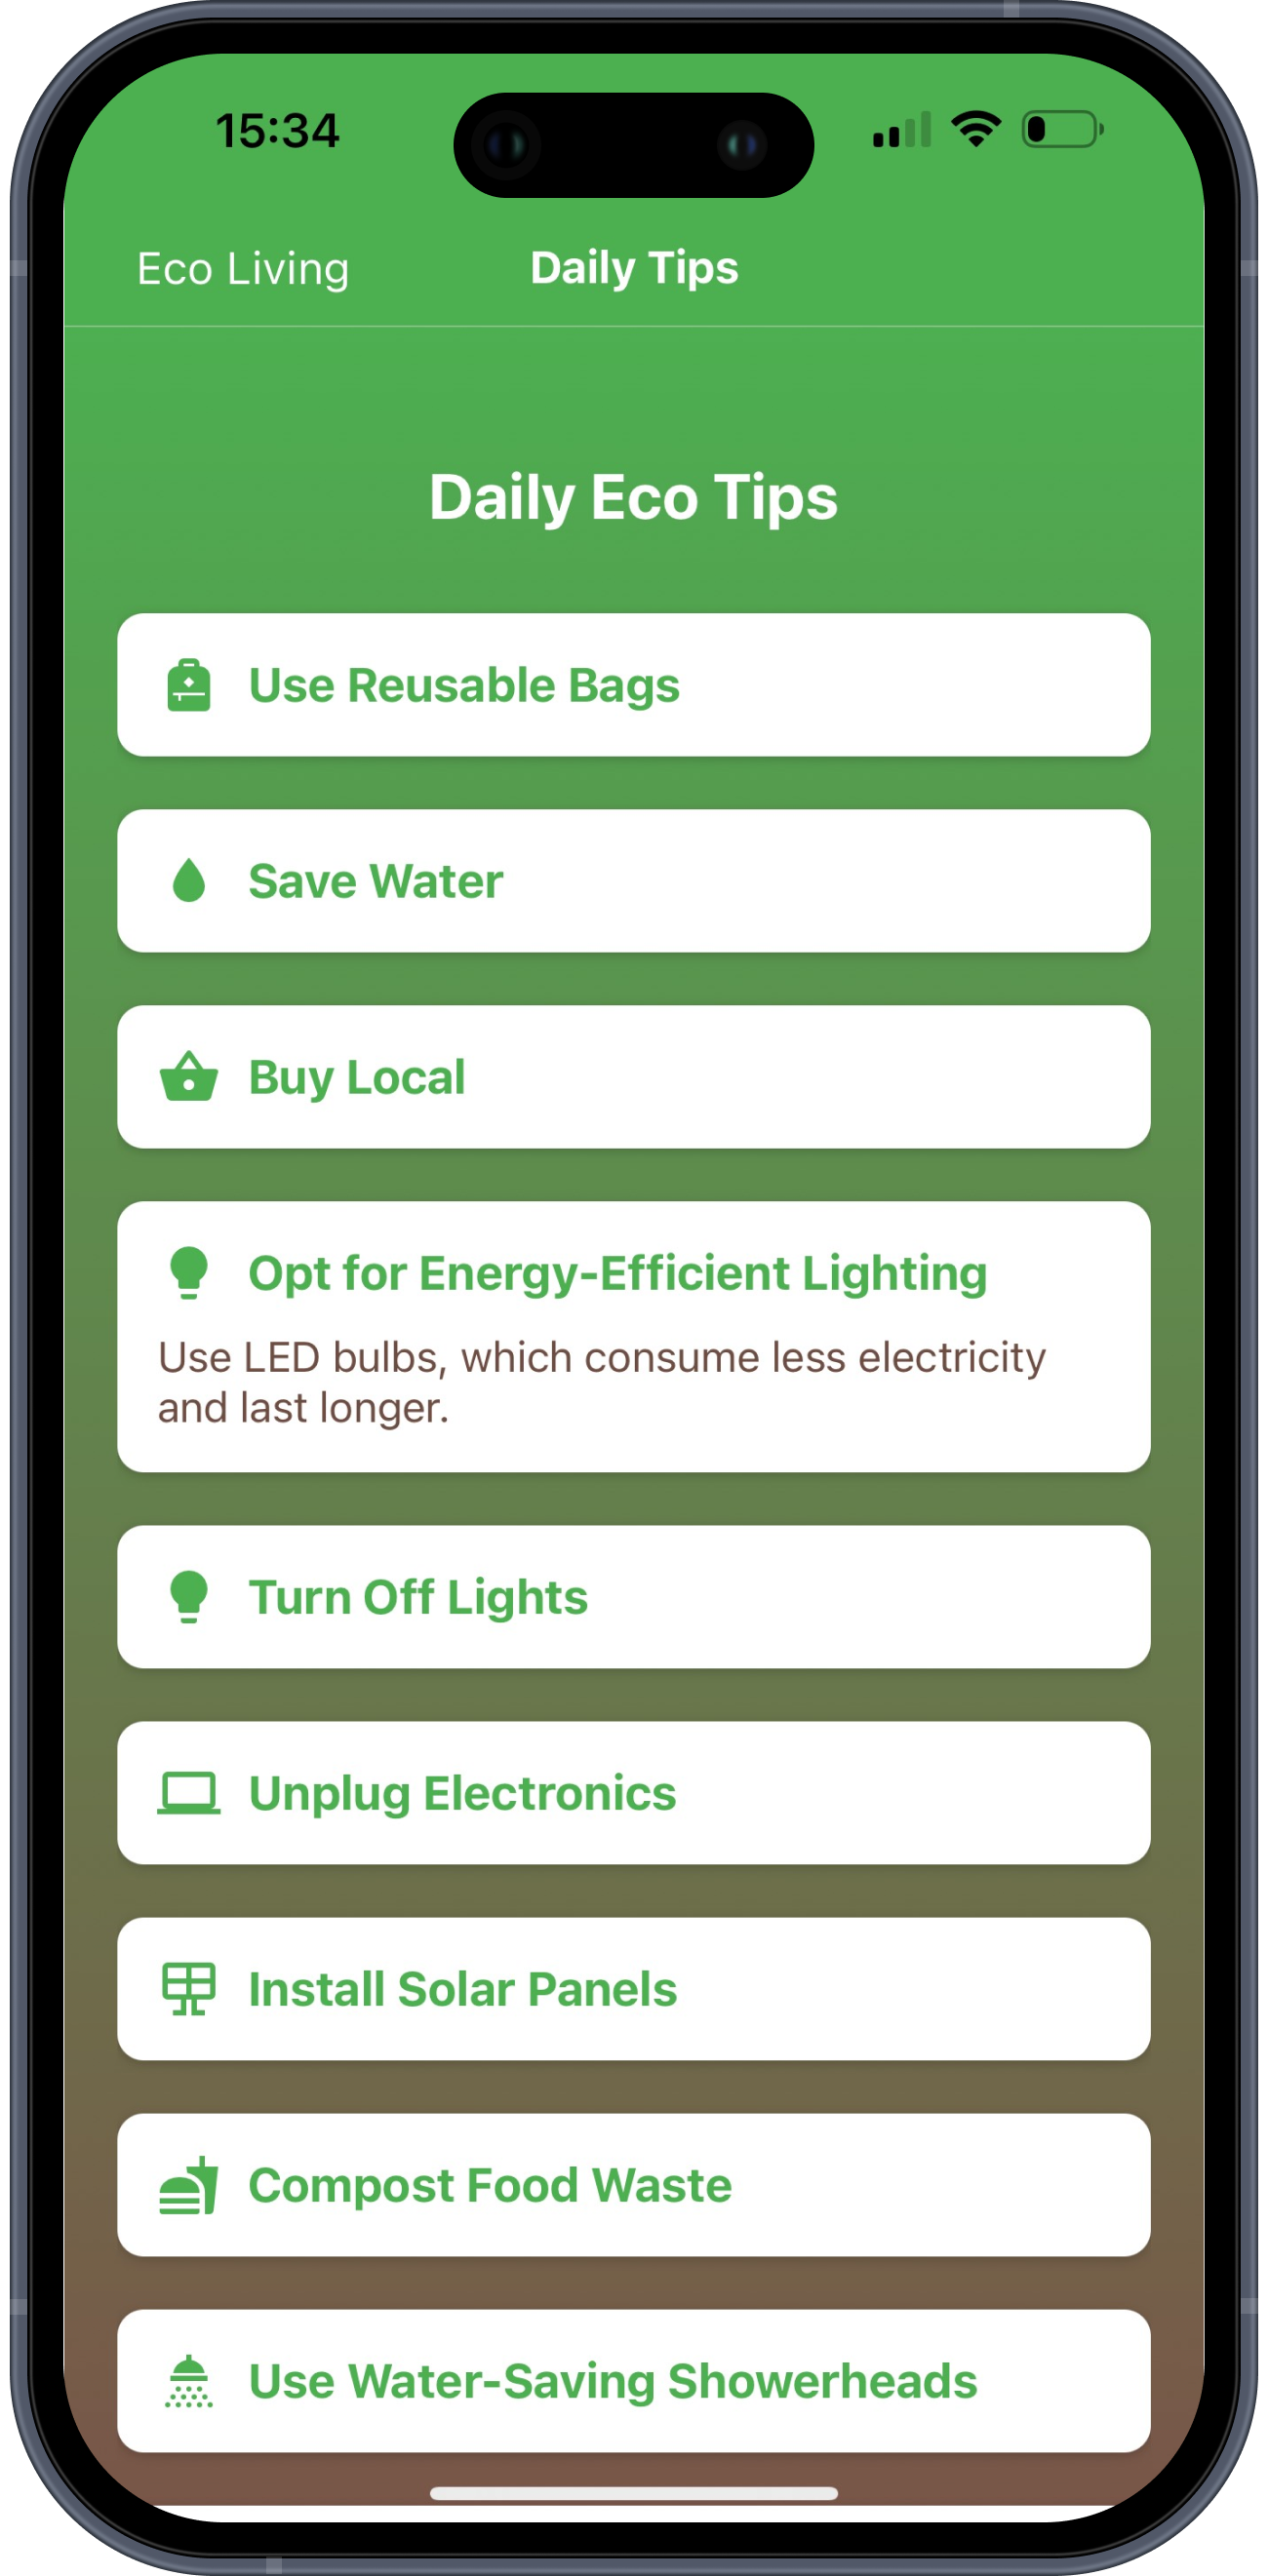 15:34
Eco Living
Daily Tips
Daily Eco Tips
Use Reusable Bags
Save Water
Buy Local
Opt for Energy-Efficient Lighting
Use LED bulbs, which consume less electricity
and last longer.
Turn Off Lights
Unplug Electronics
Install Solar Panels
Compost Food Waste
Use Water-Saving Showerheads